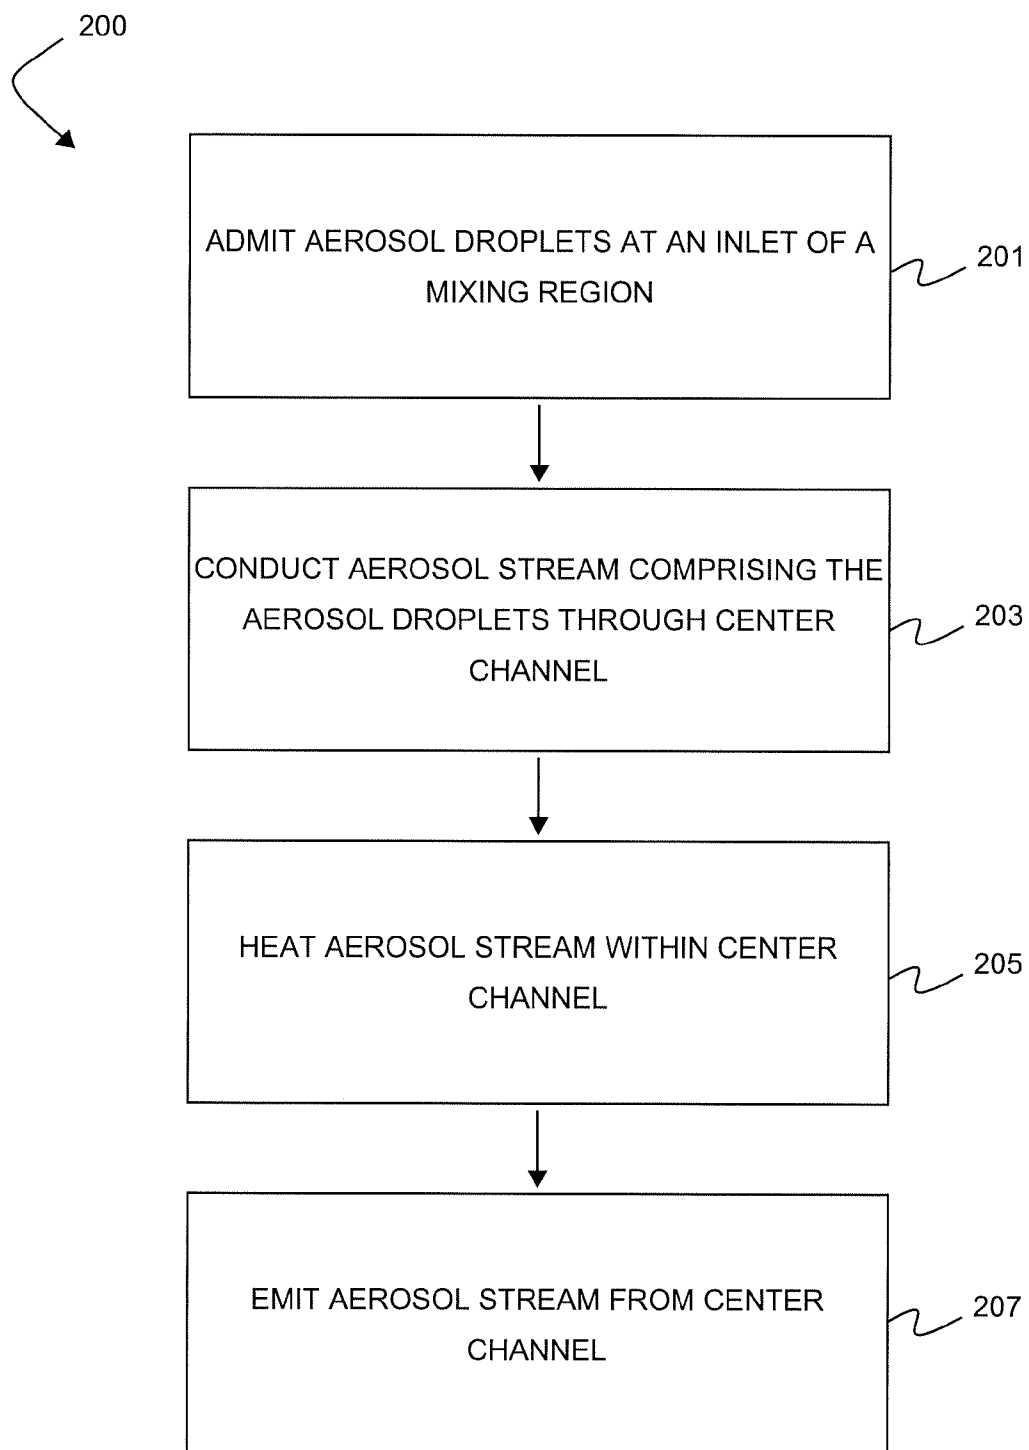 200
ADMIT AEROSOL DROPLETS AT AN INLET OF A
MIXING REGION
201
CONDUCT AEROSOL STREAM COMPRISING THE
AEROSOL DROPLETS THROUGH CENTER
CHANNEL
203
HEAT AEROSOL STREAM WITHIN CENTER
CHANNEL
205
EMIT AEROSOL STREAM FROM CENTER
CHANNEL
207